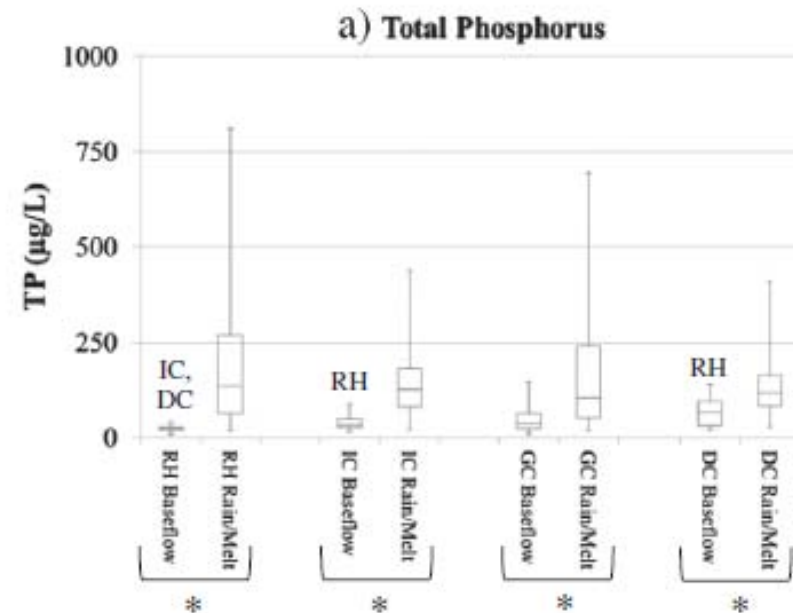 a) Total Phosphorus
TP (µg/L)
1000
750
500
250
0
IC,
DC
RH
RH
RH Baseflow
RH Rain/Melt
IC Baseflow
IC Rain/Melt
GC Baseflow
GC Rain/Melt
DC Baseflow
DC Rain/Melt
*
*
*
*